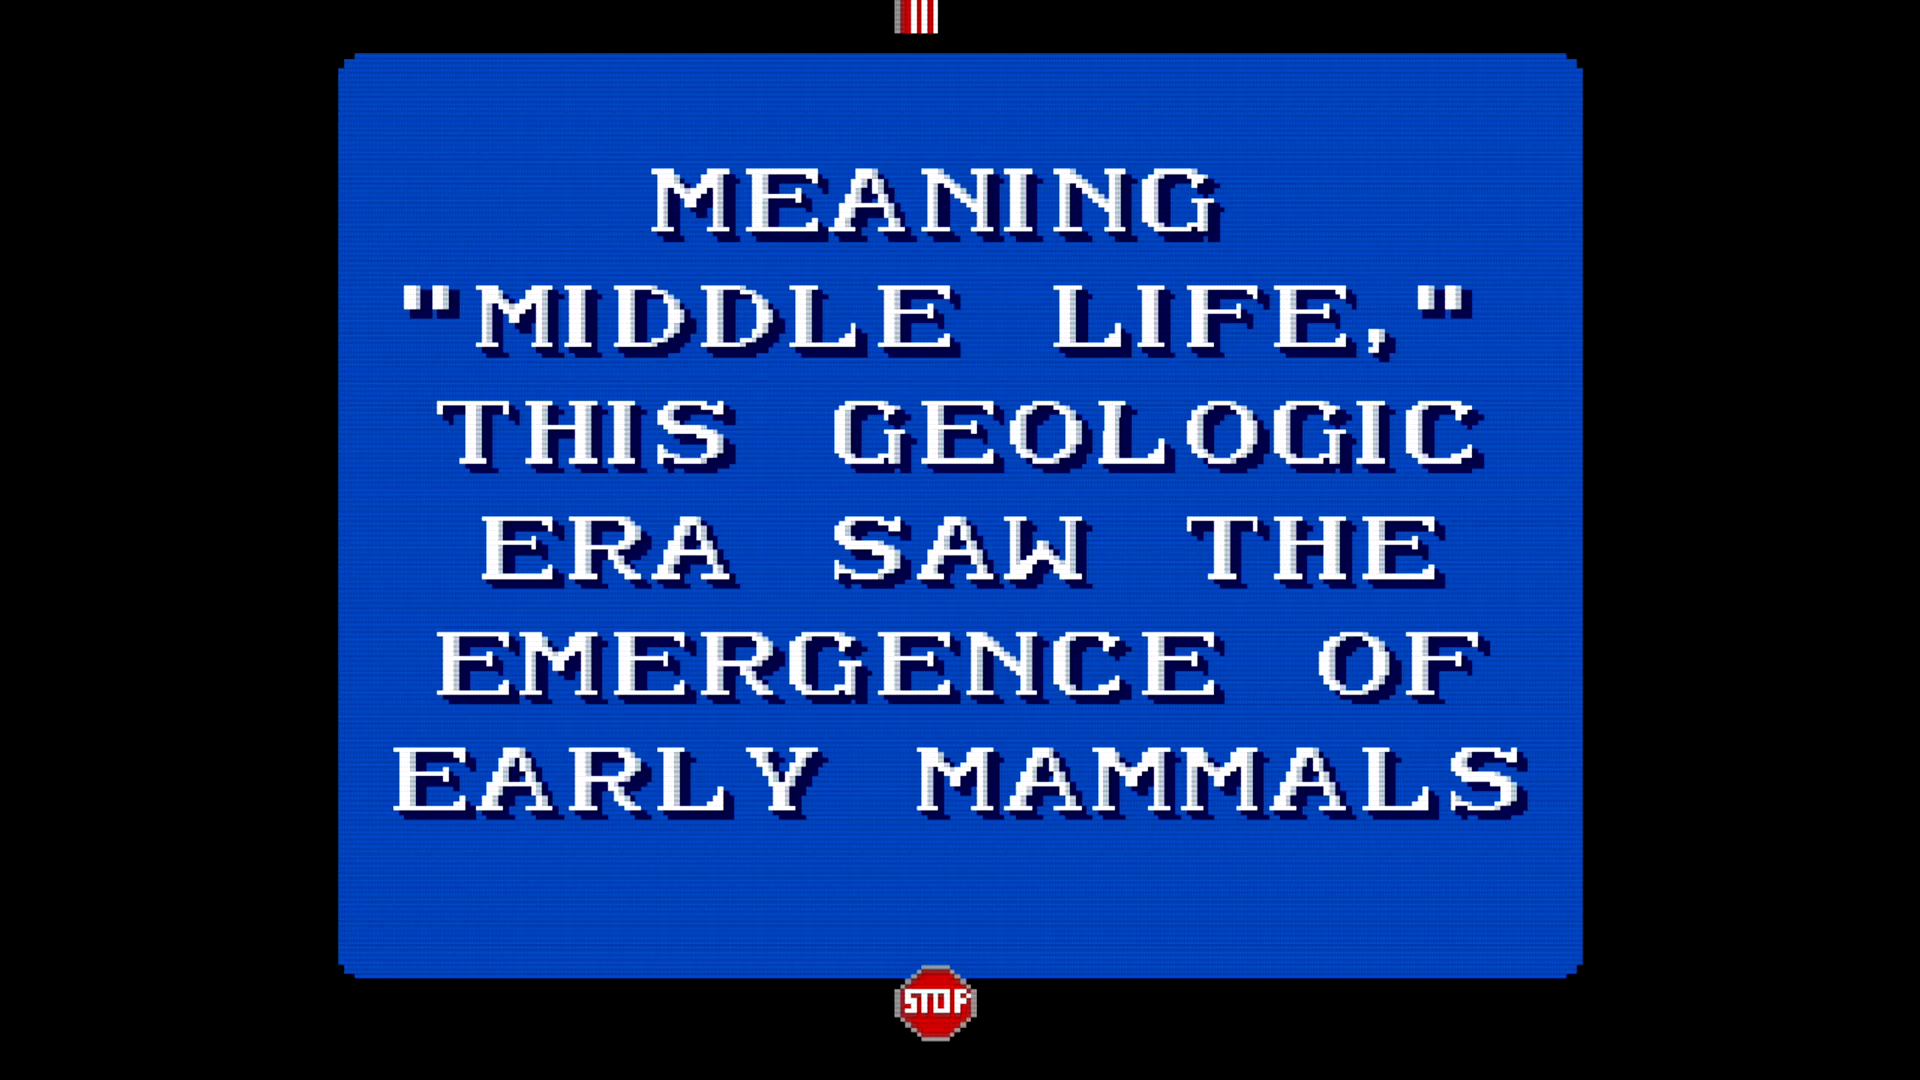 MEANING
"MIDDLE LIFE,"
THIS GEOLOGIC
ERA SAW THE
EMERGENCE OF
EARLY MAMMALS
STOP